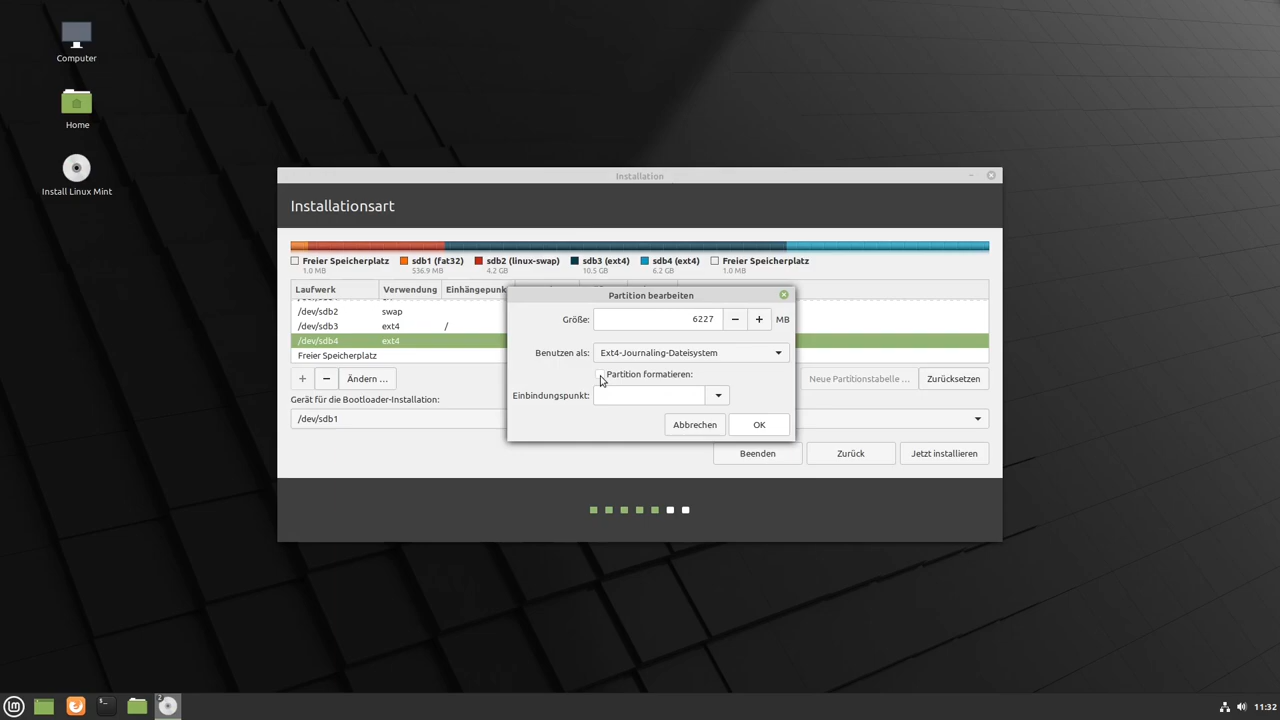 Computer
Home
Install Linux Mint
Installation
Installationsart
Freier Speicherplatz sdb1 (fat32) sdb2 (linux-swap) sdb3 (ext4) sdb4 (ext4) Freier Speicherplatz
1.0 MB 536.9 MB 4.2 GB 10.5 GB 6.2 GB 1.0 MB
Laufwerk Verwendung Einhängepunk
/dev/sdb2 swap
/dev/sdb3 ext4 /
/dev/sdb4 ext4
Freier Speicherplatz
+ − Ändern … Neue Partitionstabelle … Zurücksetzen
Gerät für die Bootloader-Installation:
/dev/sdb1
Beenden Zurück Jetzt installieren
Partition bearbeiten
Größe: 6227 − + MB
Benutzen als: Ext4-Journaling-Dateisystem
Partition formatieren:
Einbindungspunkt:
Abbrechen OK
2
11:32